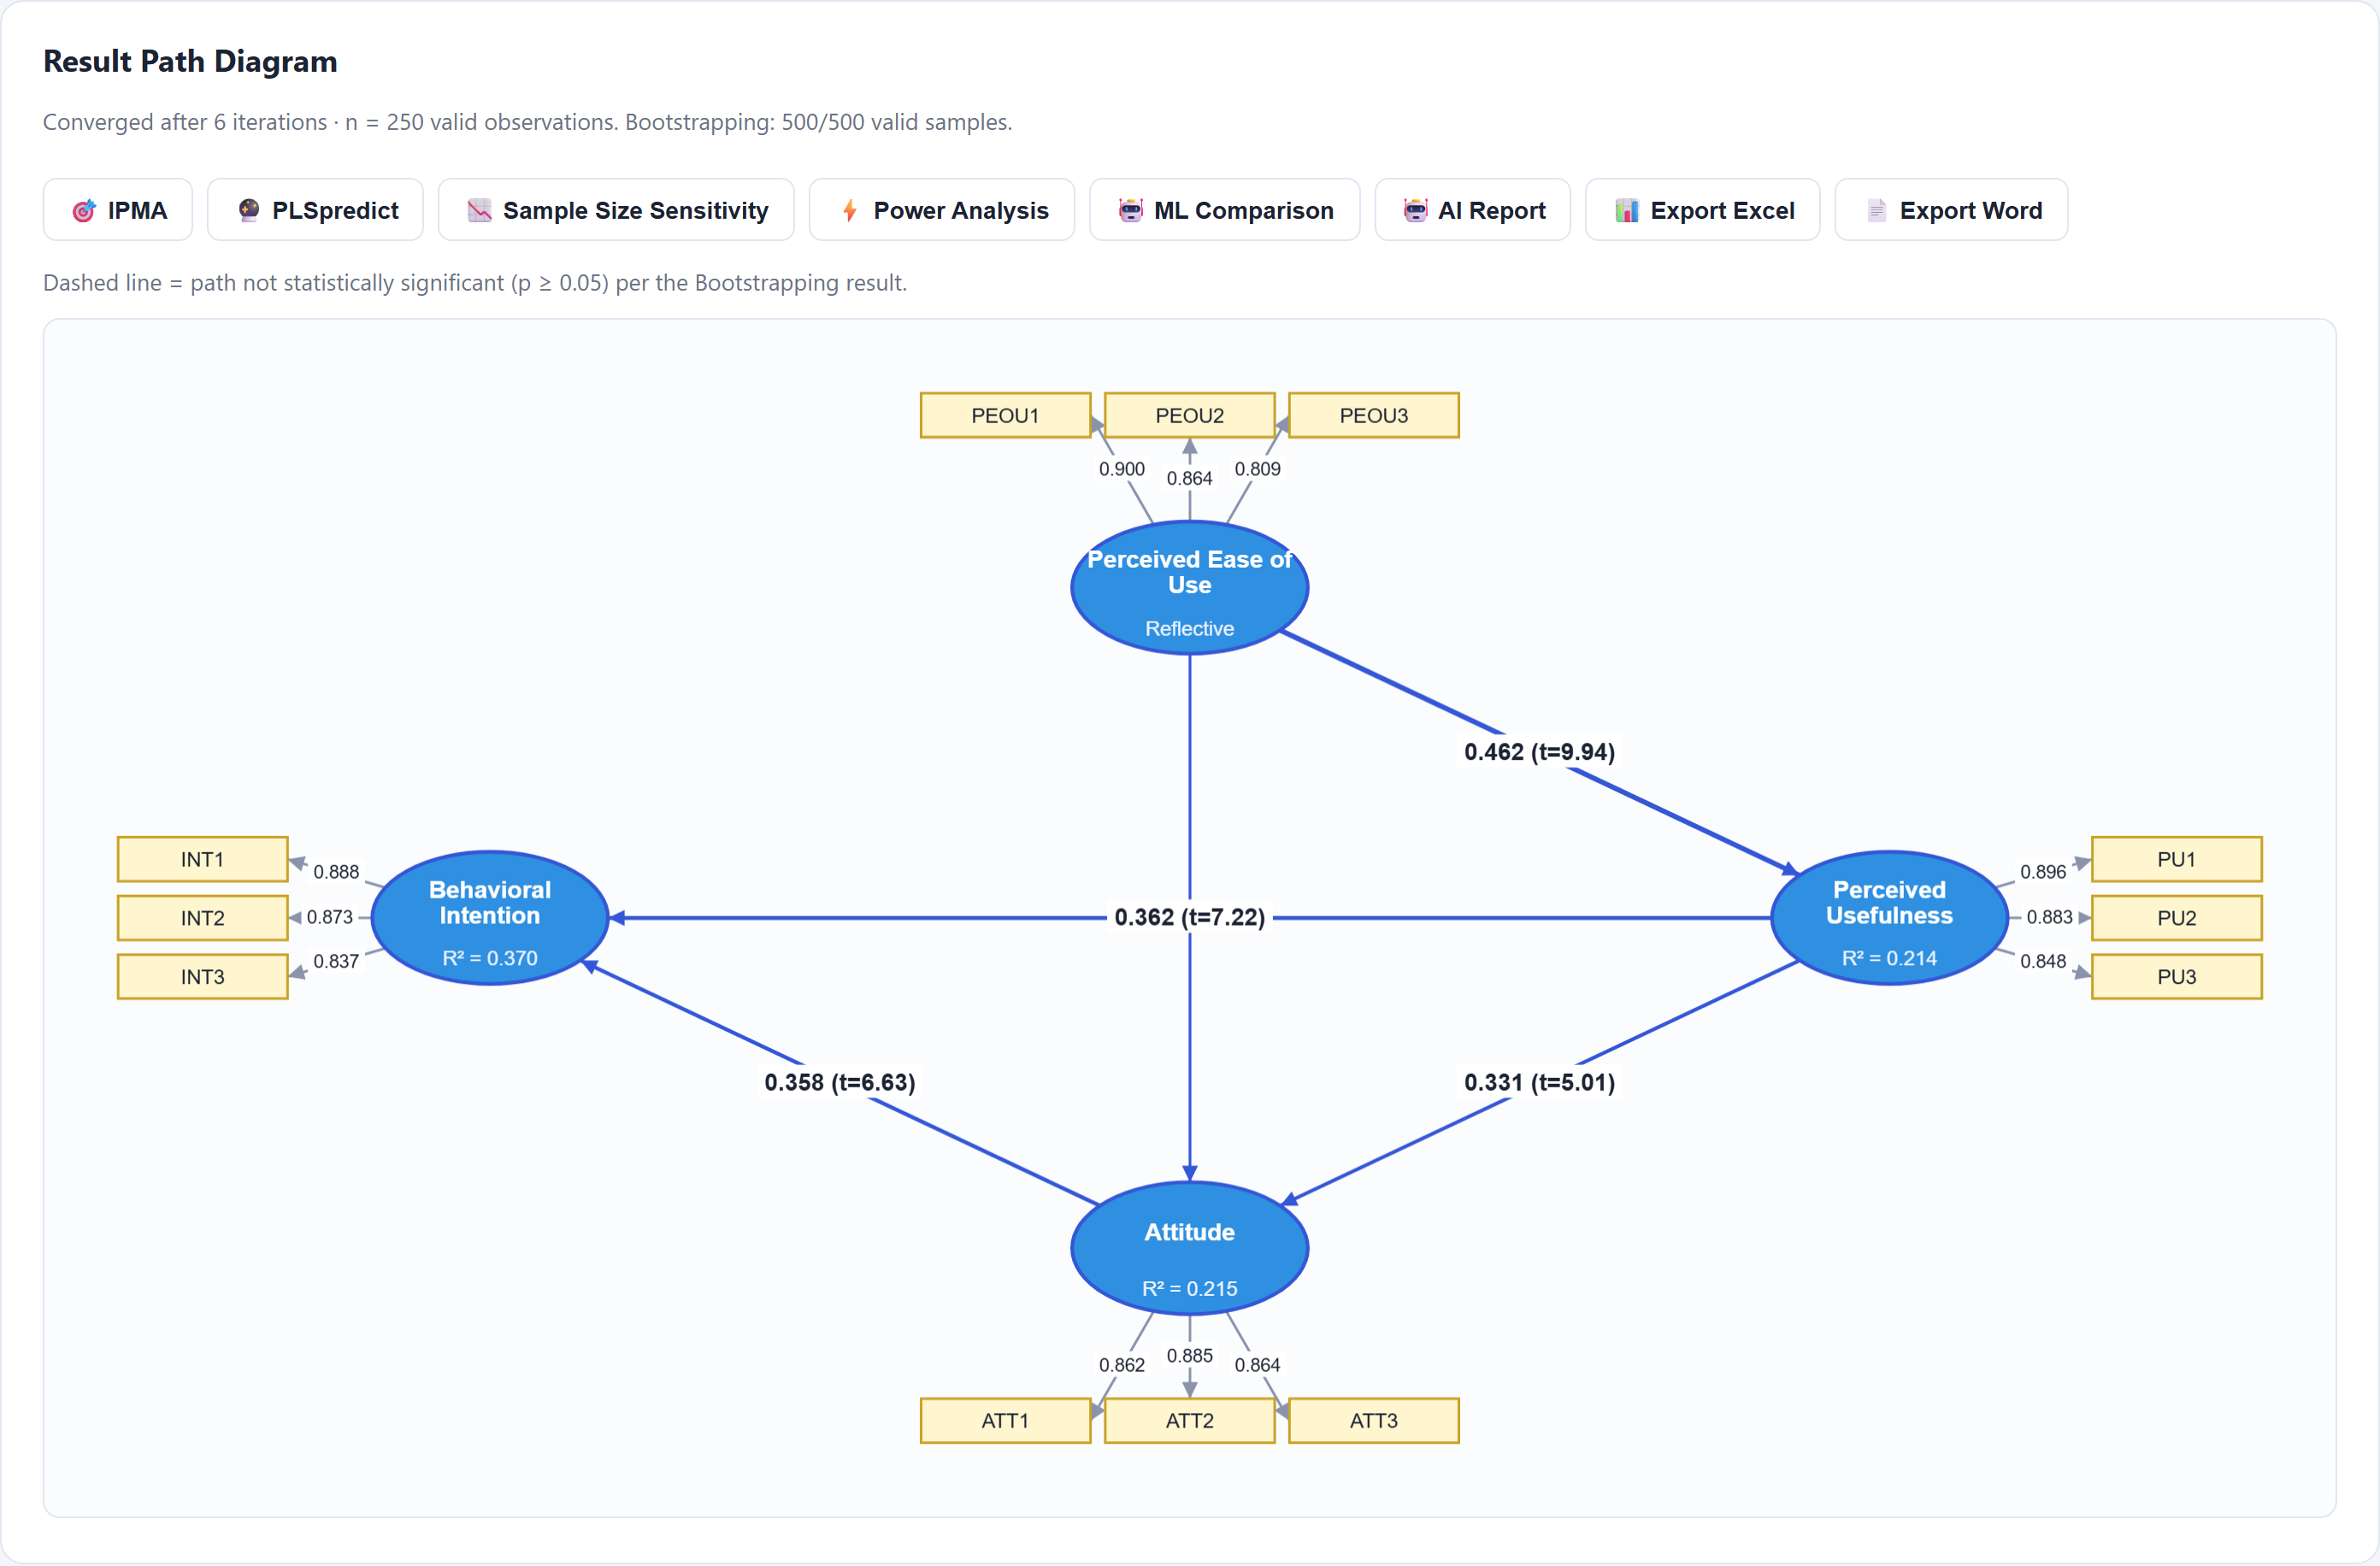 Result Path Diagram
Converged after 6 iterations · n = 250 valid observations. Bootstrapping: 500/500 valid samples.
IPMA
PLSpredict
Sample Size Sensitivity
Power Analysis
ML Comparison
AI Report
Export Excel
Export Word
Dashed line = path not statistically significant (p ≥ 0.05) per the Bootstrapping result.
PEOU1
PEOU2
PEOU3
0.900
0.864
0.809
Perceived Ease of
Use
Reflective
0.462 (t=9.94)
INT1
INT2
INT3
0.888
0.873
0.837
Behavioral
Intention
R² = 0.370
0.362 (t=7.22)
Perceived
Usefulness
R² = 0.214
0.896
0.883
0.848
PU1
PU2
PU3
0.358 (t=6.63)
0.331 (t=5.01)
Attitude
R² = 0.215
0.862
0.885
0.864
ATT1
ATT2
ATT3